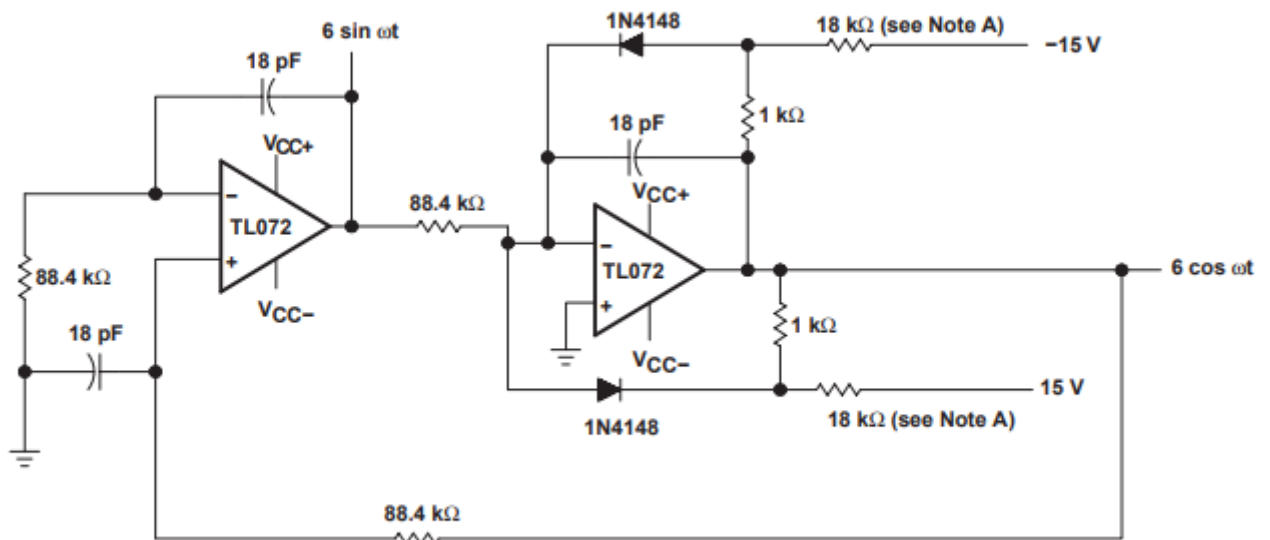 1N4148
18 kΩ (see Note A)
−15 V
6 sin ωt
18 pF
1 kΩ
18 pF
VCC+
VCC+
88.4 kΩ
TL072
TL072
6 cos ωt
88.4 kΩ
VCC−
1 kΩ
18 pF
VCC−
15 V
1N4148
18 kΩ (see Note A)
88.4 kΩ